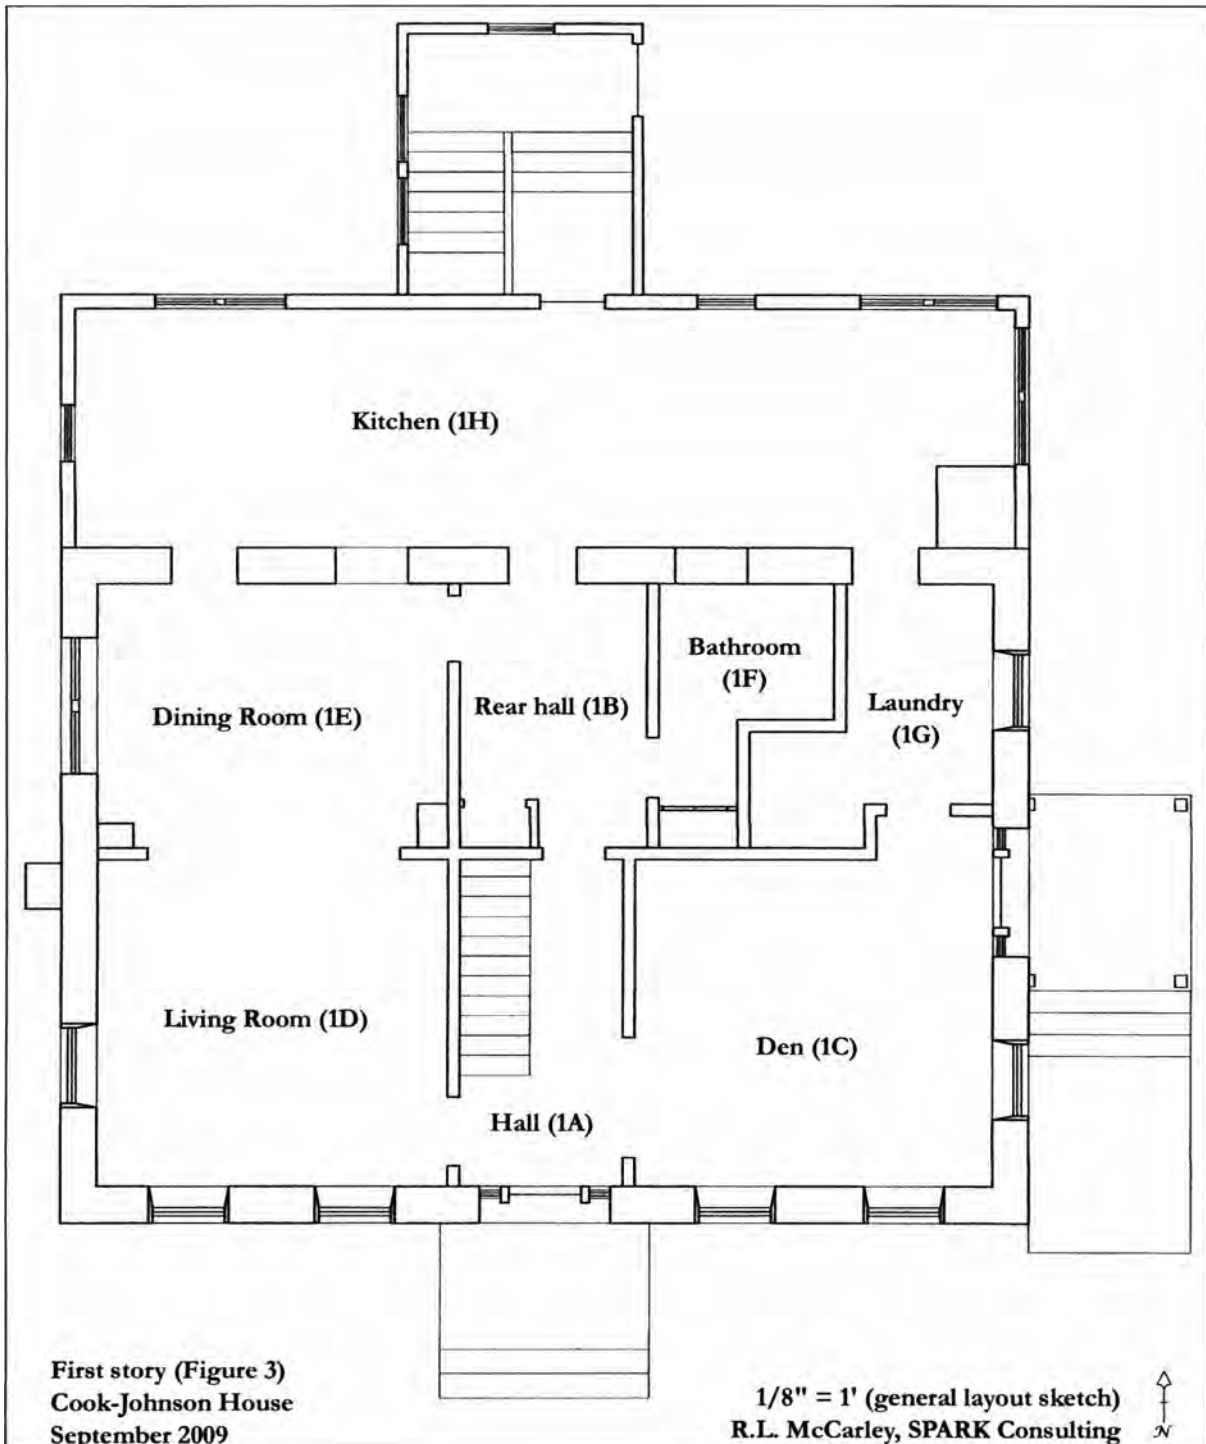 Kitchen (1H)
Bathroom
(1F)
Dining Room (1E)
Rear hall (1B)
Laundry
(1G)
Living Room (1D)
Den (1C)
Hall (1A)
First story (Figure 3)
Cook-Johnson House
September 2009
1/8" = 1' (general layout sketch)
R.L. McCarley, SPARK Consulting
N